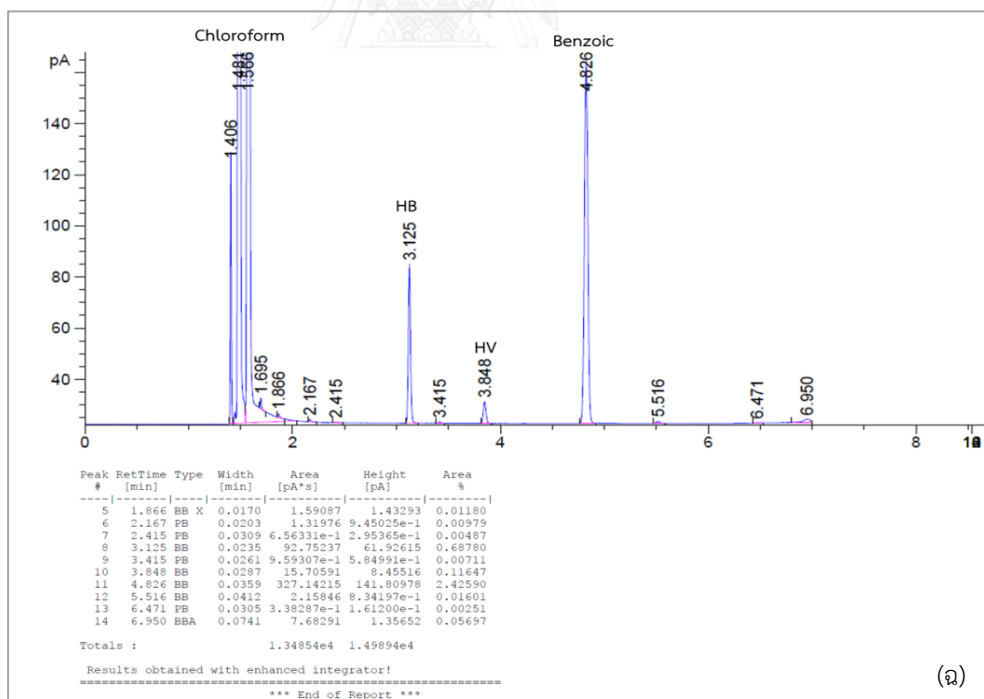 Chloroform
Benzoic
pA
1.406
1.481
1.566
4.826
140
120
100
80
60
40
HB
3.125
HV
3.848
1.695
1.866
2.167
2.415
3.415
5.516
6.471
6.950
0 2 4 6 8
Peak RetTime Type Width Area Height Area
# [min] [min] [pA*s] [pA] %
----|-------|----|-------|----------|----------|--------|
5 1.866 BB X 0.0170 1.59087 1.43293 0.01180
6 2.167 PB 0.0203 1.31976 9.45025e-1 0.00979
7 2.415 PB 0.0309 6.56331e-1 2.95365e-1 0.00487
8 3.125 BB 0.0235 92.75237 61.92615 0.68780
9 3.415 PB 0.0261 9.59307e-1 5.84991e-1 0.00711
10 3.848 BB 0.0287 15.70591 8.45516 0.11647
11 4.826 BB 0.0359 327.14215 141.80978 2.42590
12 5.516 BB 0.0412 2.15846 8.34197e-1 0.01601
13 6.471 PB 0.0305 3.38287e-1 1.61200e-1 0.00251
14 6.950 BBA 0.0741 7.68291 1.35652 0.05697
Totals : 1.34854e4 1.49894e4
Results obtained with enhanced integrator!
*** End of Report ***
(ฉ)